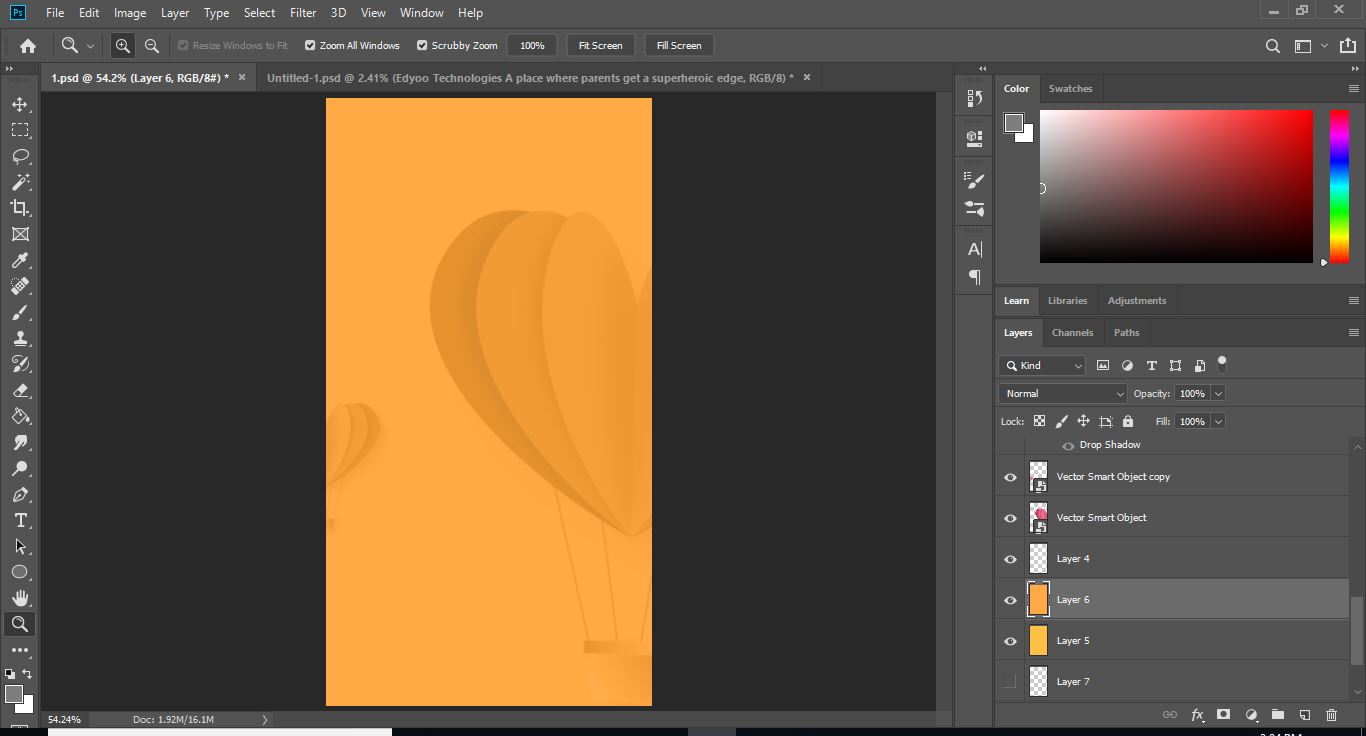 Ps File Edit Image Layer Type Select Filter 3D View Window Help
Resize Windows to Fit Zoom All Windows Scrubby Zoom 100% Fit Screen Fill Screen
1.psd @ 54.2% (Layer 6, RGB/8#) * × Untitled-1.psd @ 2.41% (Edyoo Technologies A place where parents get a superheroic edge, RGB/8) * ×
Color Swatches
Learn Libraries Adjustments
Layers Channels Paths
Kind
Normal Opacity: 100%
Lock: Fill: 100%
Drop Shadow
Vector Smart Object copy
Vector Smart Object
Layer 4
Layer 6
Layer 5
Layer 7
fx
54.24% Doc: 1.92M/16.1M